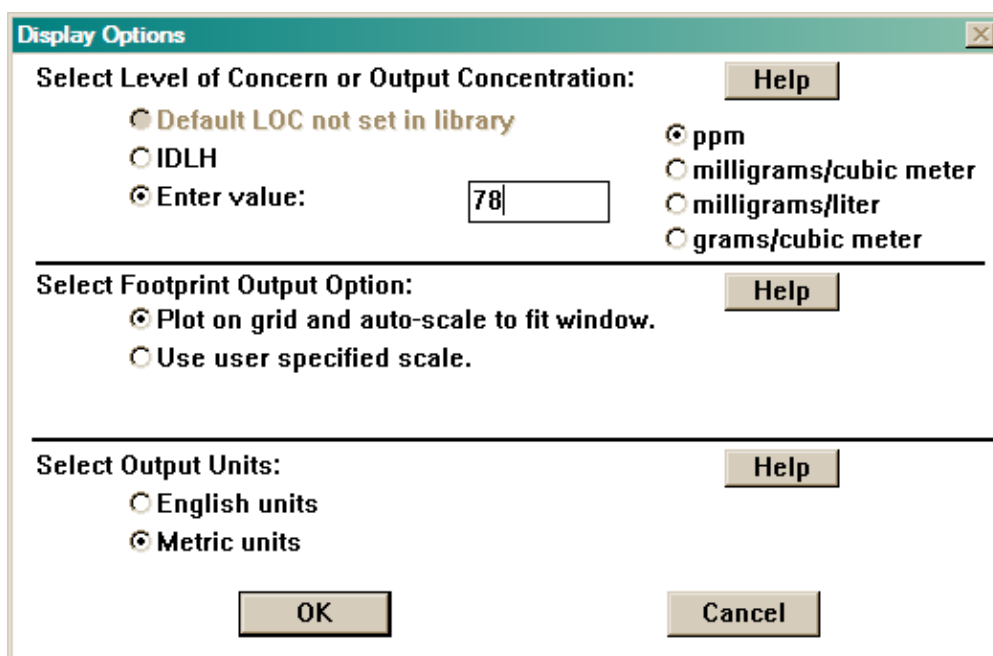 Display Options
Select Level of Concern or Output Concentration:
Help
Default LOC not set in library
IDLH
Enter value:
78
ppm
milligrams/cubic meter
milligrams/liter
grams/cubic meter
Select Footprint Output Option:
Help
Plot on grid and auto-scale to fit window.
Use user specified scale.
Select Output Units:
Help
English units
Metric units
OK
Cancel